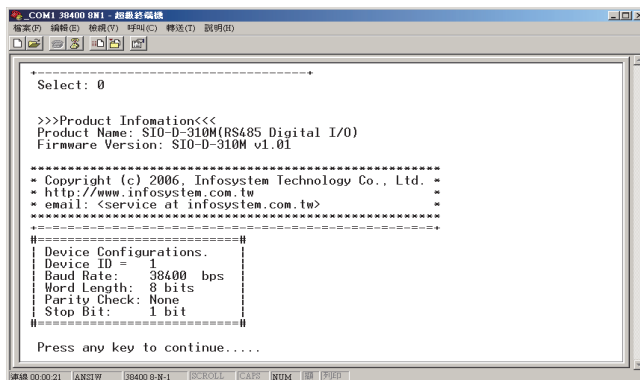 _COM1 38400 8N1 - 超級終端機
檔案(F) 編輯(E) 檢視(V) 呼叫(C) 轉送(T) 說明(H)
+-------------------------------------+
Select: 0
>>>Product Infomation<<<
Product Name: SIO-D-310M(RS485 Digital I/O)
Firmware Version: SIO-D-310M v1.01
*******************************************************
* Copyright (c) 2006, Infosystem Technology Co., Ltd. *
* http://www.infosystem.com.tw *
* email: <service at infosystem.com.tw> *
*******************************************************
+=-=-=-=-=-=-=-=-=-=-=-=-=-=-=-=-=-=-=-=-=-=-=-=-=-=-=+
#===========================#
| Device Configurations. |
| Device ID = 1 |
| Baud Rate: 38400 bps |
| Word Length: 8 bits |
| Parity Check: None |
| Stop Bit: 1 bit |
#===========================#
Press any key to continue.....
連線 00:00:21 ANSIW 38400 8-N-1 SCROLL CAPS NUM 擷 列印